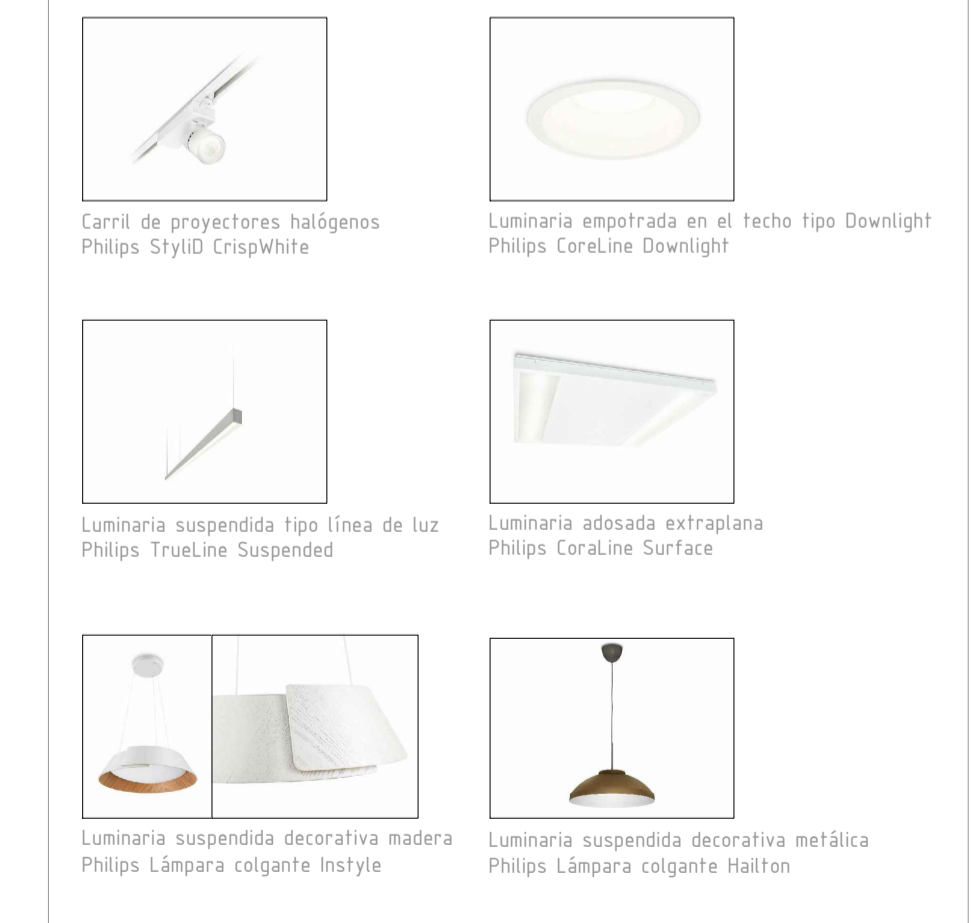 Carril de proyectores halógenos
Philips StyliD CrispWhite
Luminaria empotrada en el techo tipo Downlight
Philips CoreLine Downlight
Luminaria suspendida tipo línea de luz
Philips TrueLine Suspended
Luminaria adosada extraplana
Philips CoraLine Surface
Luminaria suspendida decorativa madera
Philips Lámpara colgante Instyle
Luminaria suspendida decorativa metálica
Philips Lámpara colgante Hailton